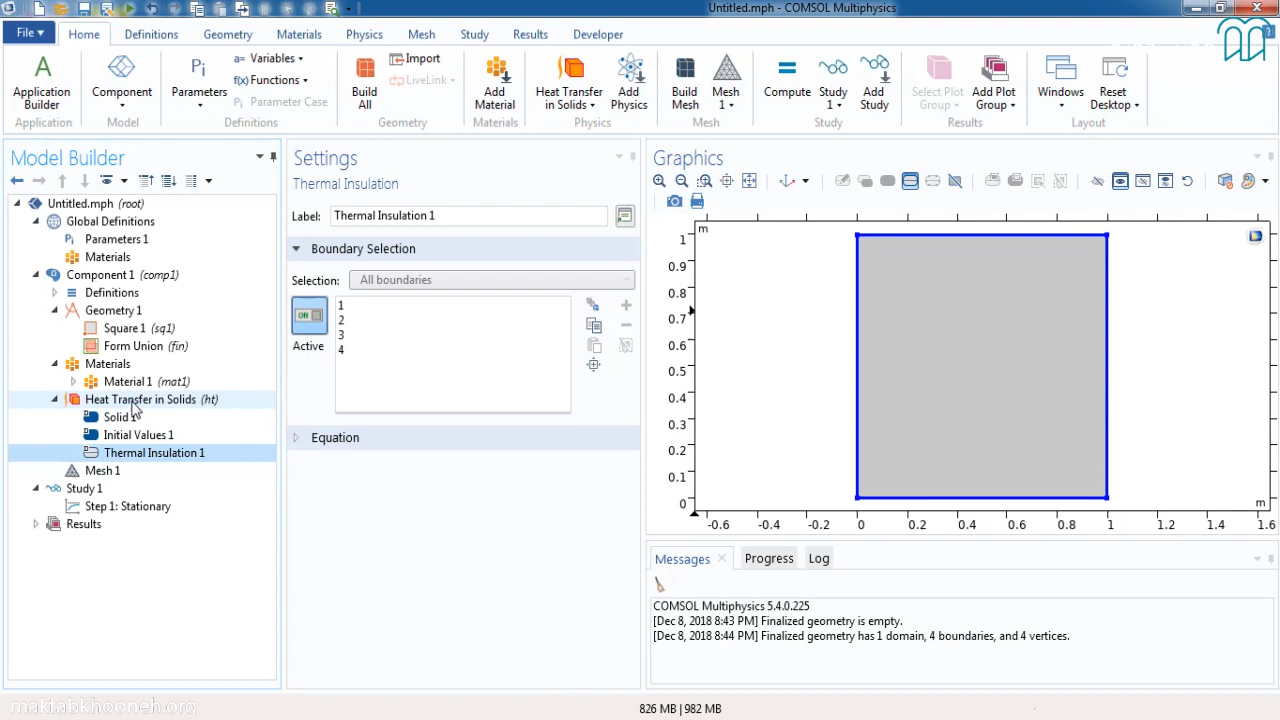 Untitled.mph - COMSOL Multiphysics
File
Home
Definitions
Geometry
Materials
Physics
Mesh
Study
Results
Developer
Application Builder
Application
Component
Model
Pi
Parameters
a= Variables
f(x) Functions
Pi Parameter Case
Definitions
Build All
Import
LiveLink
Geometry
Add Material
Materials
Heat Transfer in Solids
Add Physics
Physics
Build Mesh
Mesh 1
Mesh
Compute
Study 1
Add Study
Study
Select Plot Group
Add Plot Group
Results
Windows
Reset Desktop
Layout
Model Builder
Untitled.mph (root)
Global Definitions
Pi Parameters 1
Materials
Component 1 (comp1)
Definitions
Geometry 1
Square 1 (sq1)
Form Union (fin)
Materials
Material 1 (mat1)
Heat Transfer in Solids (ht)
Solid 1
Initial Values 1
Thermal Insulation 1
Mesh 1
Study 1
Step 1: Stationary
Results
Settings
Thermal Insulation
Label: Thermal Insulation 1
Boundary Selection
Selection: All boundaries
ON
Active
1
2
3
4
Equation
Graphics
m
1
0.9
0.8
0.7
0.6
0.5
0.4
0.3
0.2
0.1
0
m
-0.6 -0.4 -0.2 0 0.2 0.4 0.6 0.8 1 1.2 1.4 1.6
Messages
Progress
Log
COMSOL Multiphysics 5.4.0.225
[Dec 8, 2018 8:43 PM] Finalized geometry is empty.
[Dec 8, 2018 8:44 PM] Finalized geometry has 1 domain, 4 boundaries, and 4 vertices.
maktabkhooneh.org
826 MB | 982 MB